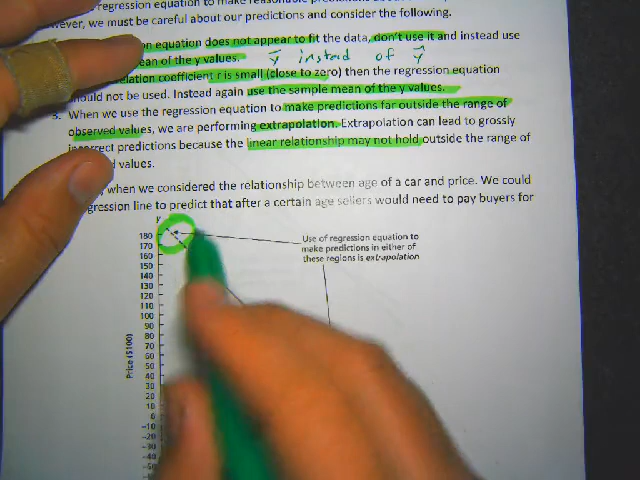 regression equation to make reasonable predictions
we must be careful about our predictions and consider the following.
equation does not appear to fit the data, don't use it and instead use
of the y values. ȳ instead of ŷ
coefficient r is small (close to zero) then the regression equation
not be used. Instead again use the sample mean of the y values.
3. When we use the regression equation to make predictions far outside the range of
observed values, we are performing extrapolation. Extrapolation can lead to grossly
predictions because the linear relationship may not hold outside the range of
values.
when we considered the relationship between age of a car and price. We could
line to predict that after a certain age sellers would need to pay buyers for
y
180
170
160
150
140
130
120
110
100
90
80
70
60
50
40
30
20
10
-10
-20
-30
-40
Price ($100)
Use of regression equation to
make predictions in either of
these regions is extrapolation